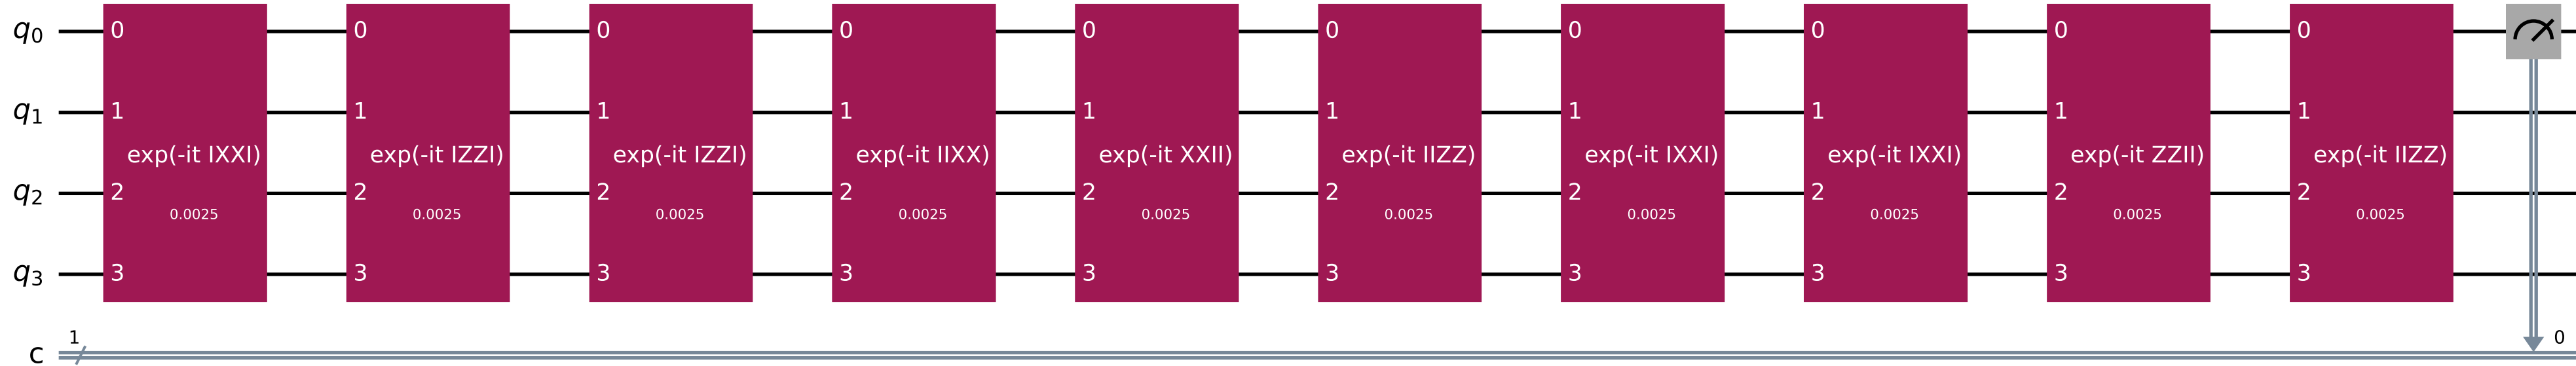 q0 0 0 0 0 0 0 0 0 0 0
q1 1 1 1 1 1 1 1 1 1 1
exp(-it IXXI) exp(-it IZZI) exp(-it IZZI) exp(-it IIXX) exp(-it XXII) exp(-it IIZZ) exp(-it IXXI) exp(-it IXXI) exp(-it ZZII) exp(-it IIZZ)
q2 2 2 2 2 2 2 2 2 2 2
0.0025 0.0025 0.0025 0.0025 0.0025 0.0025 0.0025 0.0025 0.0025 0.0025
q3 3 3 3 3 3 3 3 3 3 3
1 0
c